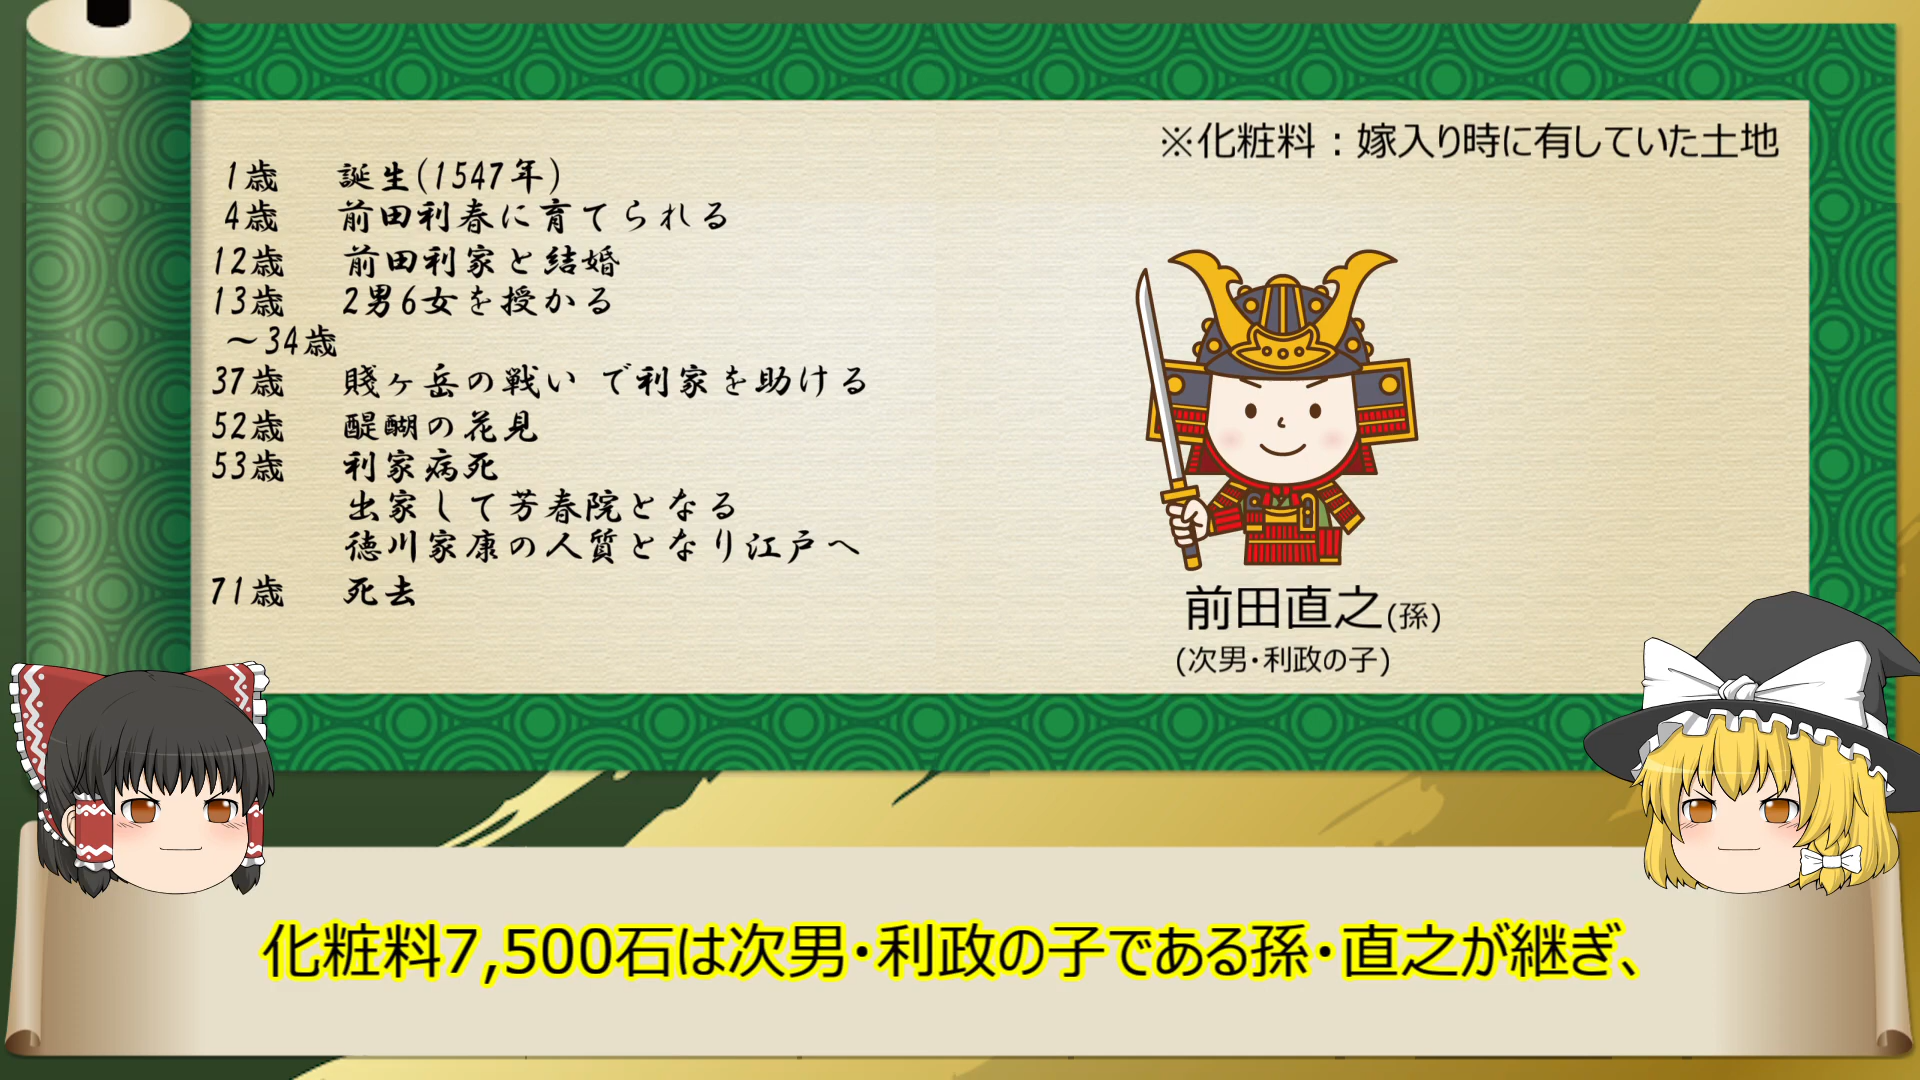 ※化粧料：嫁入り時に有していた土地
1歳 誕生(1547年)
4歳 前田利春に育てられる
12歳 前田利家と結婚
13歳 2男6女を授かる
～34歳
37歳 賤ヶ岳の戦い で利家を助ける
52歳 醍醐の花見
53歳 利家病死
出家して芳春院となる
徳川家康の人質となり江戸へ
71歳 死去
前田直之(孫)
(次男･利政の子)
化粧料7,500石は次男･利政の子である孫･直之が継ぎ、